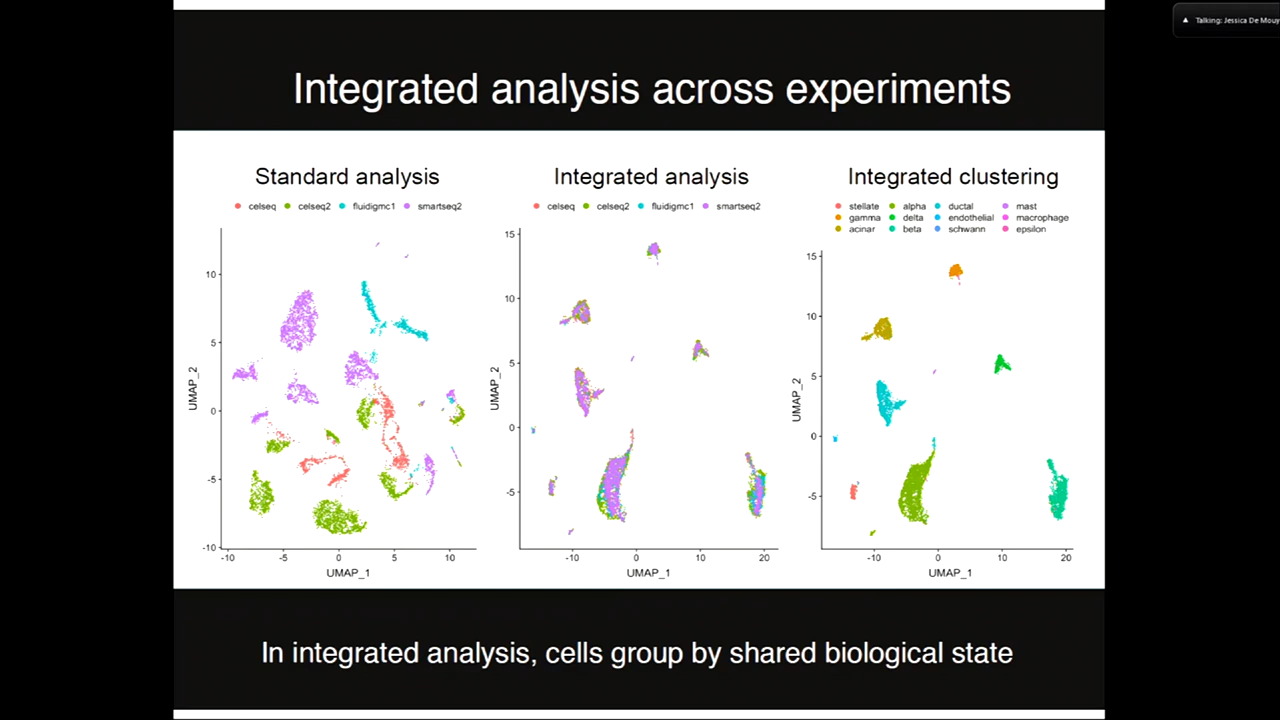 Talking: Jessica De Mouy
Integrated analysis across experiments
Standard analysis
celseq celseq2 fluidigmc1 smartseq2
10
5
0
-5
-10
-10 -5 0 5 10
UMAP_2
UMAP_1
Integrated analysis
celseq celseq2 fluidigmc1 smartseq2
15
10
5
0
-5
-10 0 10 20
UMAP_2
UMAP_1
Integrated clustering
stellate alpha ductal mast
gamma delta endothelial macrophage
acinar beta schwann epsilon
15
10
5
0
-5
-10 0 10 20
UMAP_2
UMAP_1
In integrated analysis, cells group by shared biological state